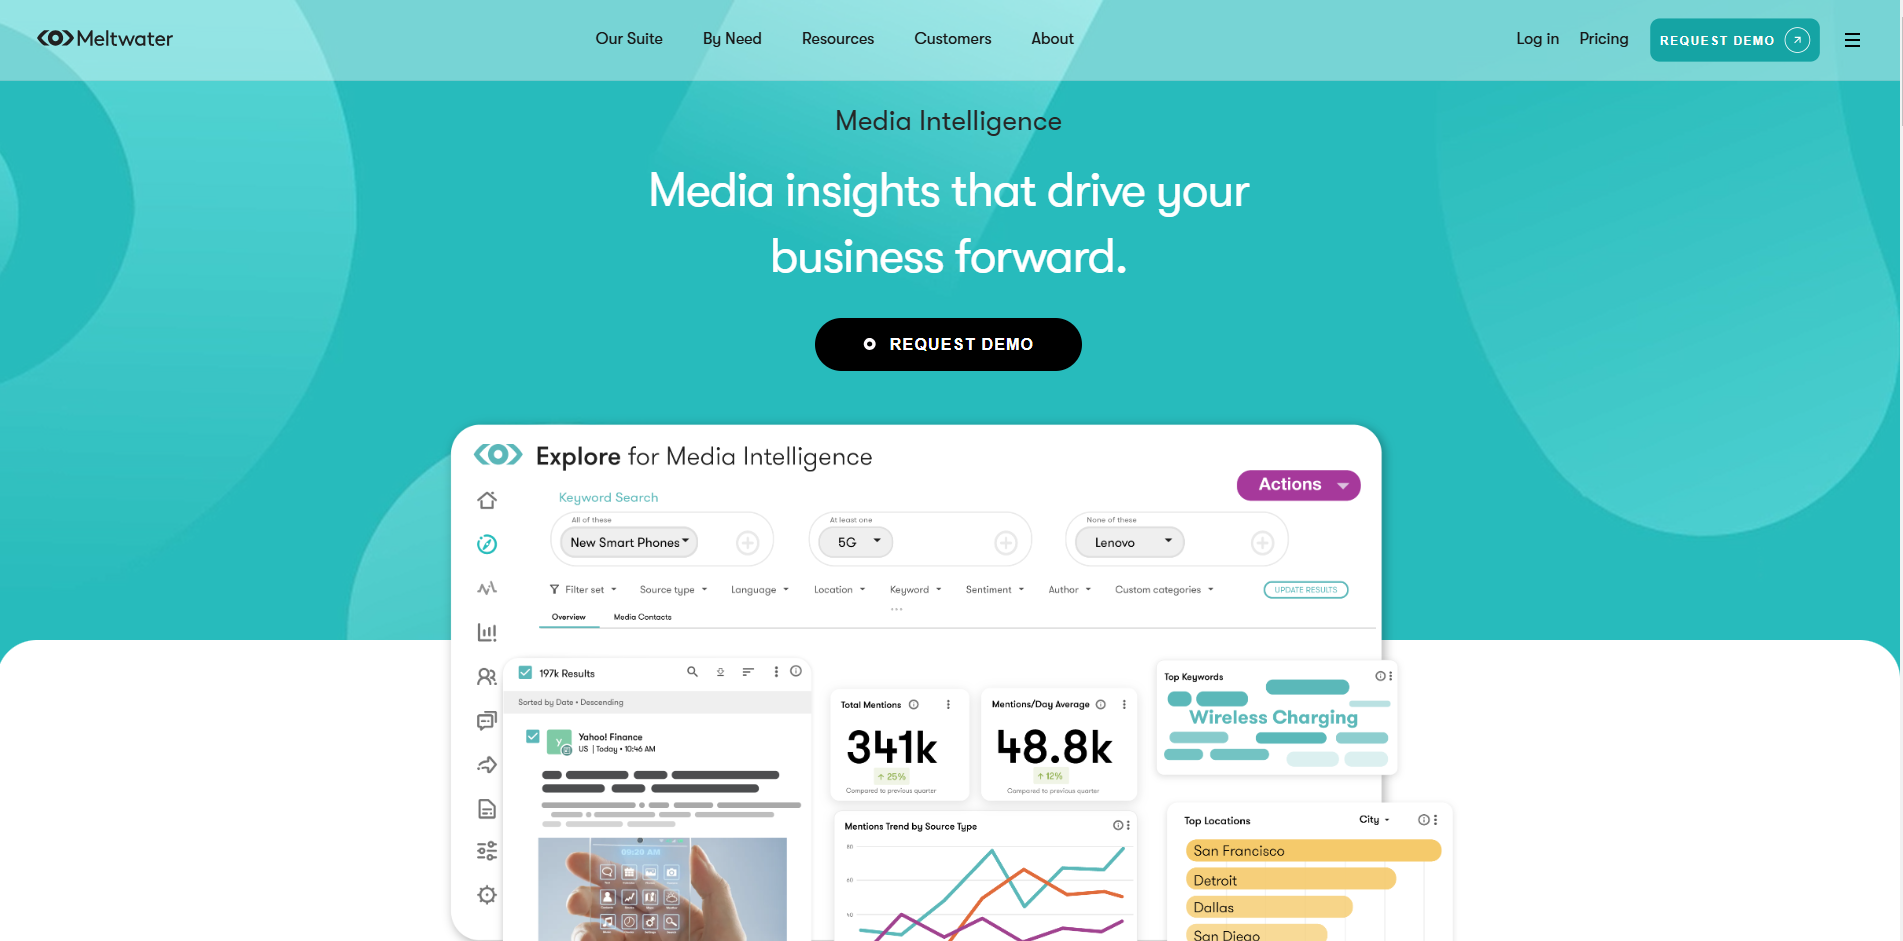 Meltwater
Our Suite By Need Resources Customers About
Log in Pricing REQUEST DEMO
Media Intelligence
Media insights that drive your
business forward.
REQUEST DEMO
Explore for Media Intelligence
Actions
Keyword Search
All of these
New Smart Phones
At least one
5G
None of these
Lenovo
Filter set Source type Language Location Keyword Sentiment Author Custom categories UPDATE RESULTS
Overview Media Contacts
197k Results
Sorted by Date • Descending
Y
Yahoo! Finance
US | Today • 10:46 AM
Total Mentions
341k
↑ 25%
Compared to previous quarter
Mentions/Day Average
48.8k
↑ 12%
Compared to previous quarter
Top Keywords
Wireless Charging
Mentions Trend by Source Type
80
60
40
Top Locations City
San Francisco
Detroit
Dallas
San Diego